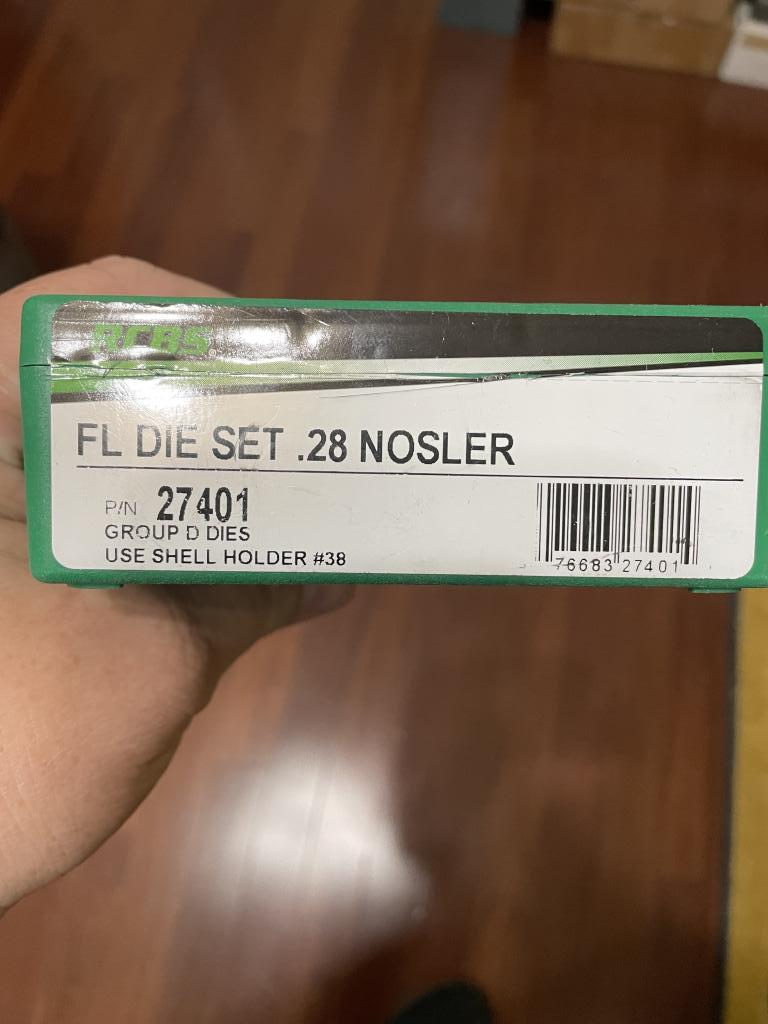 RCBS
FL DIE SET .28 NOSLER
P/N 27401
GROUP D DIES
USE SHELL HOLDER #38
76683 27401